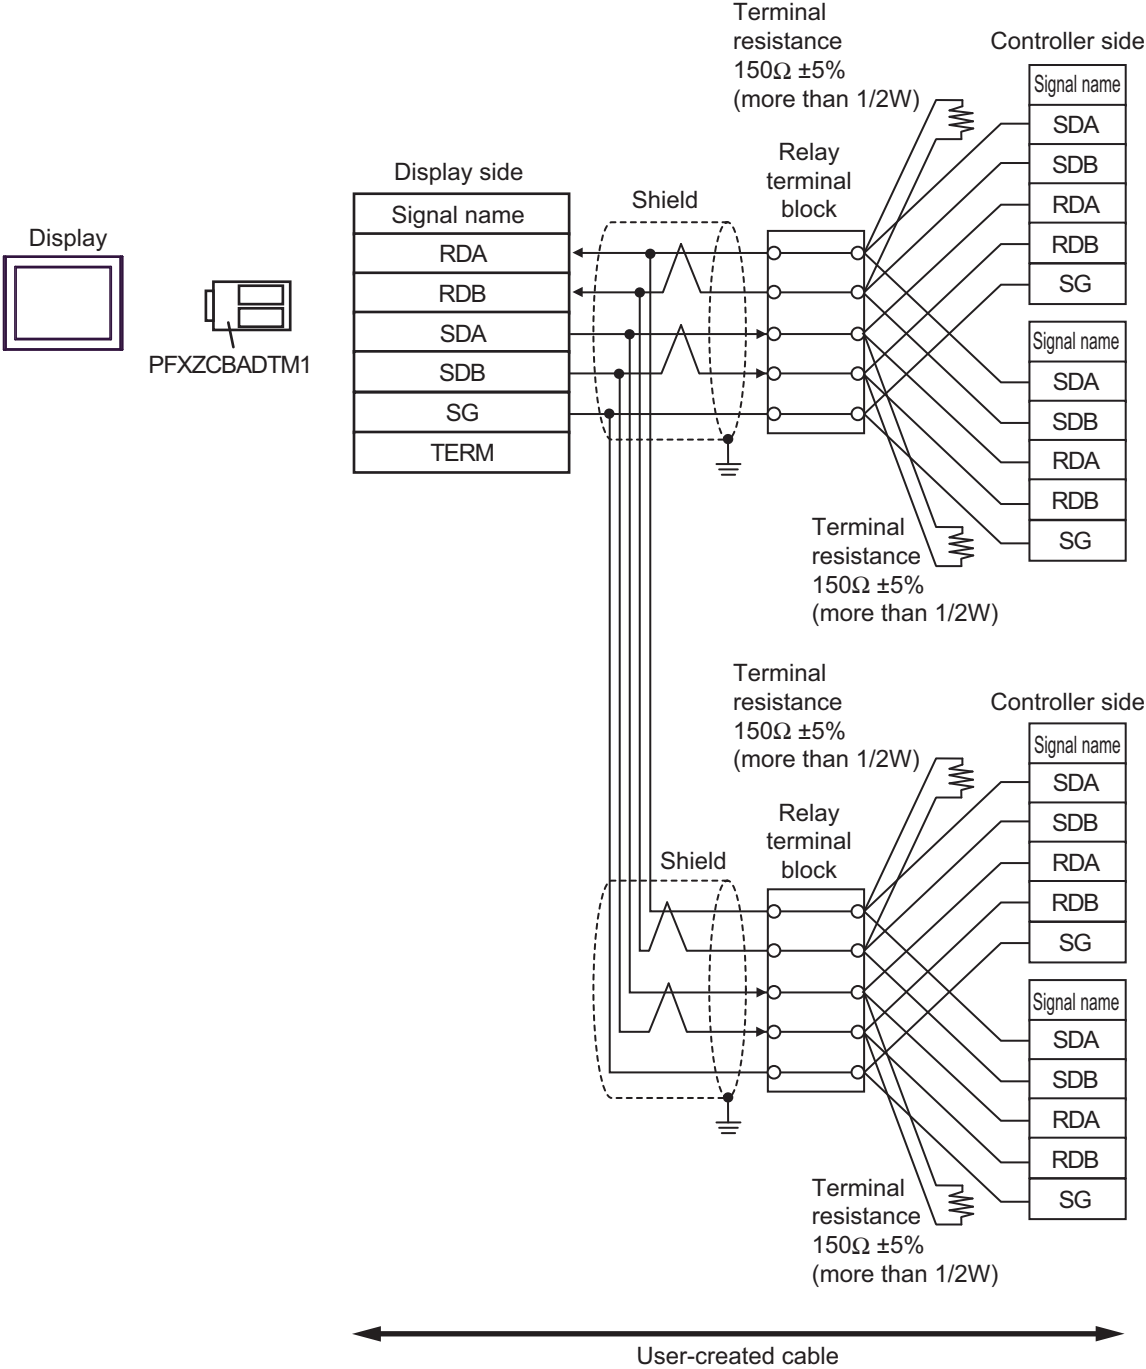 Terminal
resistance
150Ω ±5%
(more than 1/2W)
Controller side
Signal name
SDA
SDB
RDA
RDB
SG
Relay
terminal
block
Display side
Signal name
RDA
RDB
SDA
SDB
SG
TERM
Shield
Display
PFXZCBADTM1
Signal name
SDA
SDB
RDA
RDB
SG
Terminal
resistance
150Ω ±5%
(more than 1/2W)
Terminal
resistance
150Ω ±5%
(more than 1/2W)
Controller side
Signal name
SDA
SDB
RDA
RDB
SG
Relay
terminal
block
Shield
Signal name
SDA
SDB
RDA
RDB
SG
Terminal
resistance
150Ω ±5%
(more than 1/2W)
User-created cable